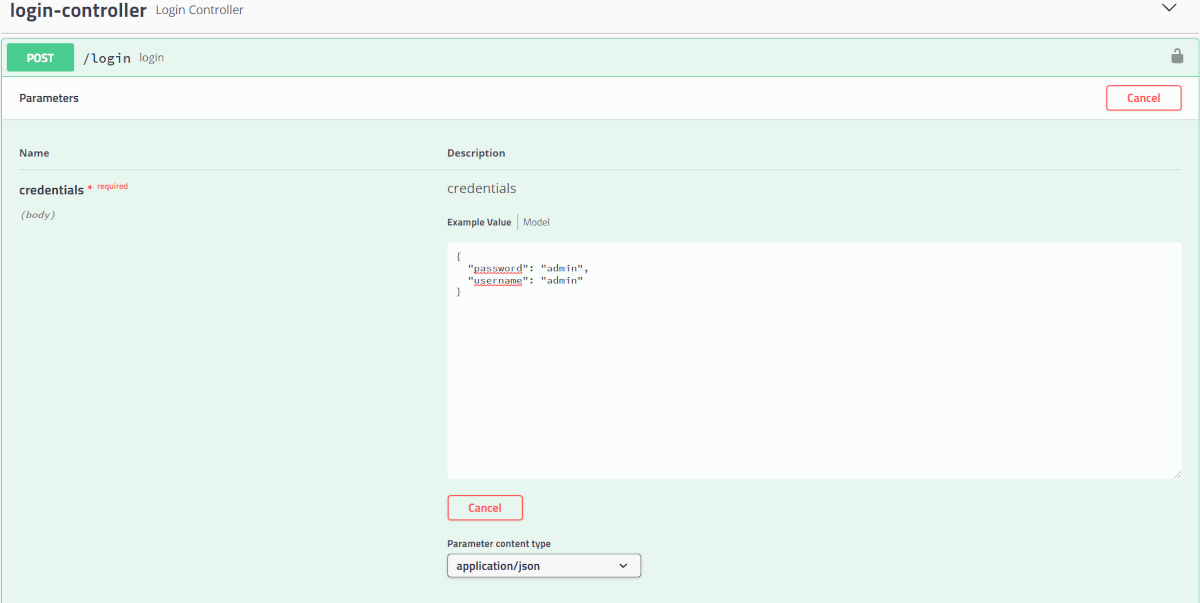 login-controller Login Controller
POST /login login
Parameters Cancel
Name Description
credentials * required credentials
(body)
Example Value Model
{
"password": "admin",
"username": "admin"
}
Cancel
Parameter content type
application/json